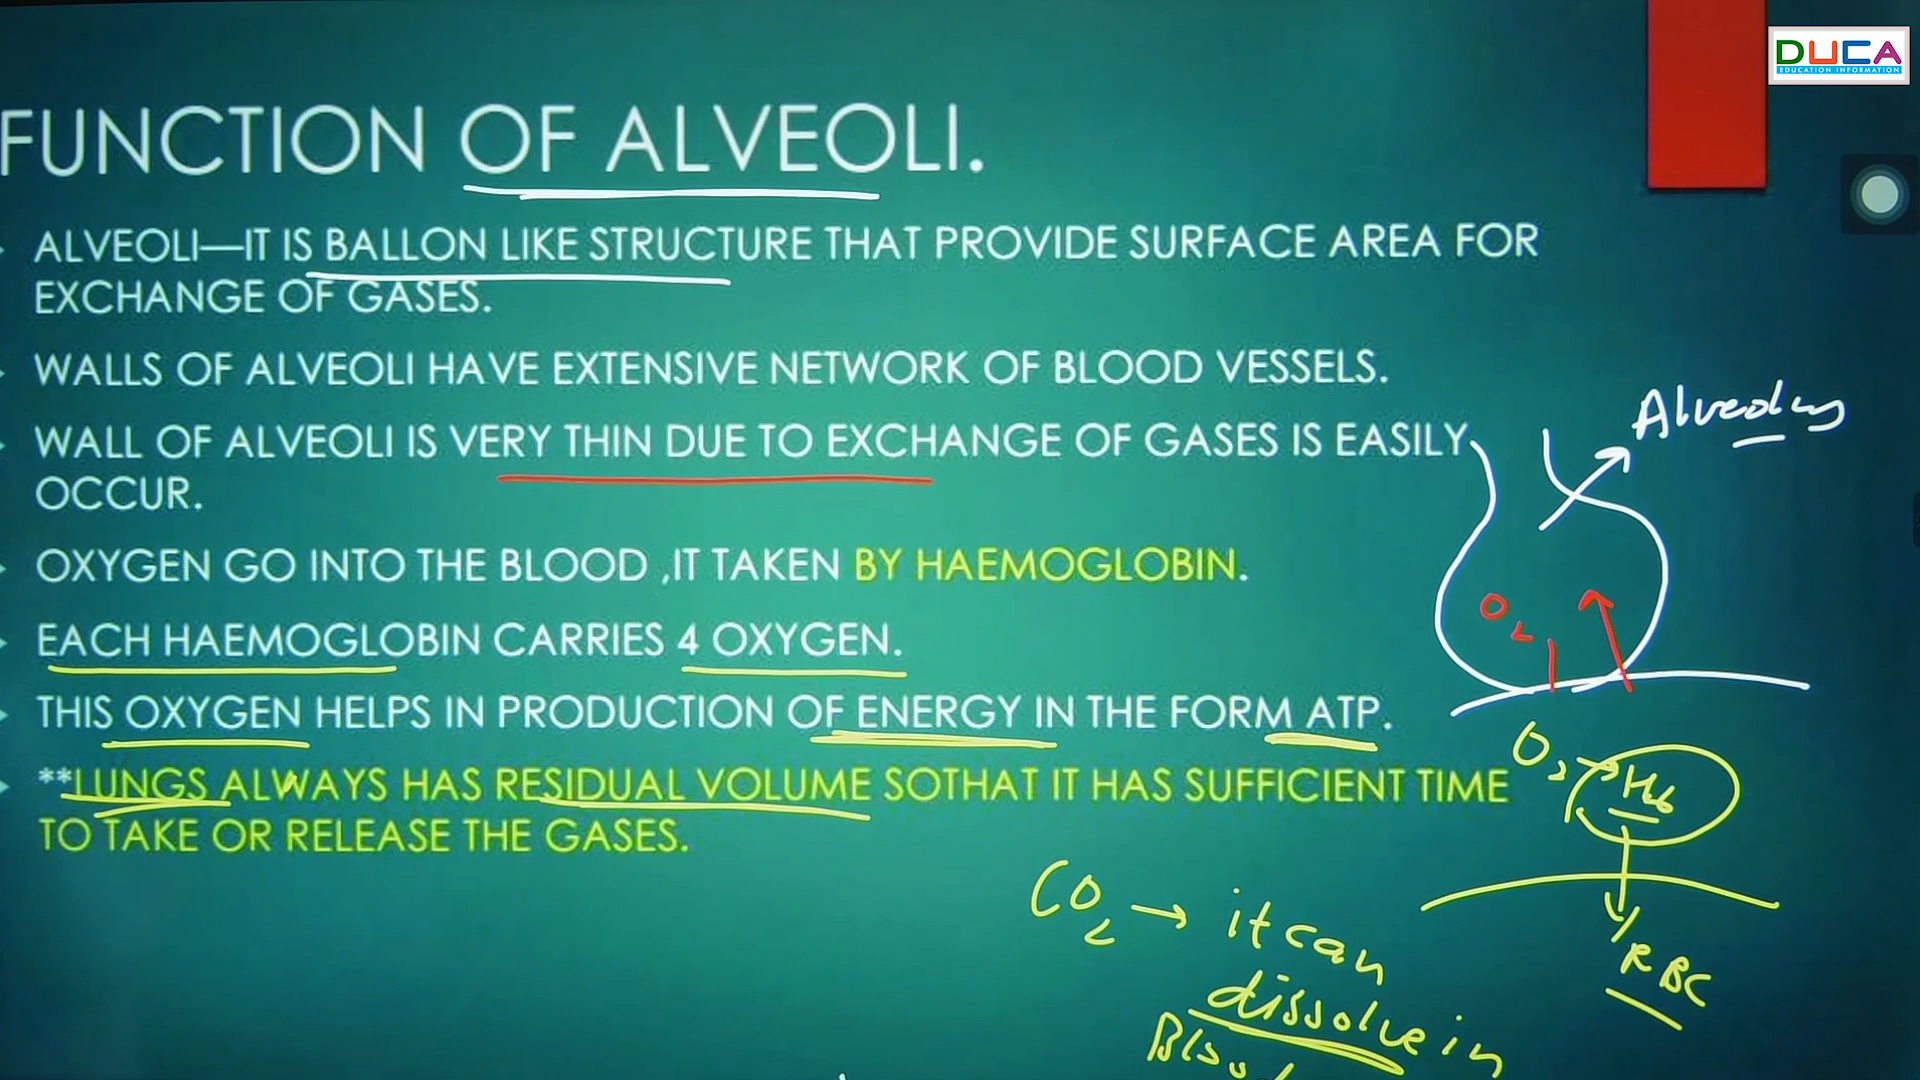 DUCA
EDUCATION INFORMATION
FUNCTION OF ALVEOLI.
ALVEOLI—IT IS BALLON LIKE STRUCTURE THAT PROVIDE SURFACE AREA FOR
EXCHANGE OF GASES.
WALLS OF ALVEOLI HAVE EXTENSIVE NETWORK OF BLOOD VESSELS.
WALL OF ALVEOLI IS VERY THIN DUE TO EXCHANGE OF GASES IS EASILY
OCCUR.
OXYGEN GO INTO THE BLOOD ,IT TAKEN BY HAEMOGLOBIN.
EACH HAEMOGLOBIN CARRIES 4 OXYGEN.
THIS OXYGEN HELPS IN PRODUCTION OF ENERGY IN THE FORM ATP.
**LUNGS ALWAYS HAS RESIDUAL VOLUME SOTHAT IT HAS SUFFICIENT TIME
TO TAKE OR RELEASE THE GASES.
Alveolus
O2
O2 → Hb
RBC
CO2 → it can
dissolve in
Blood